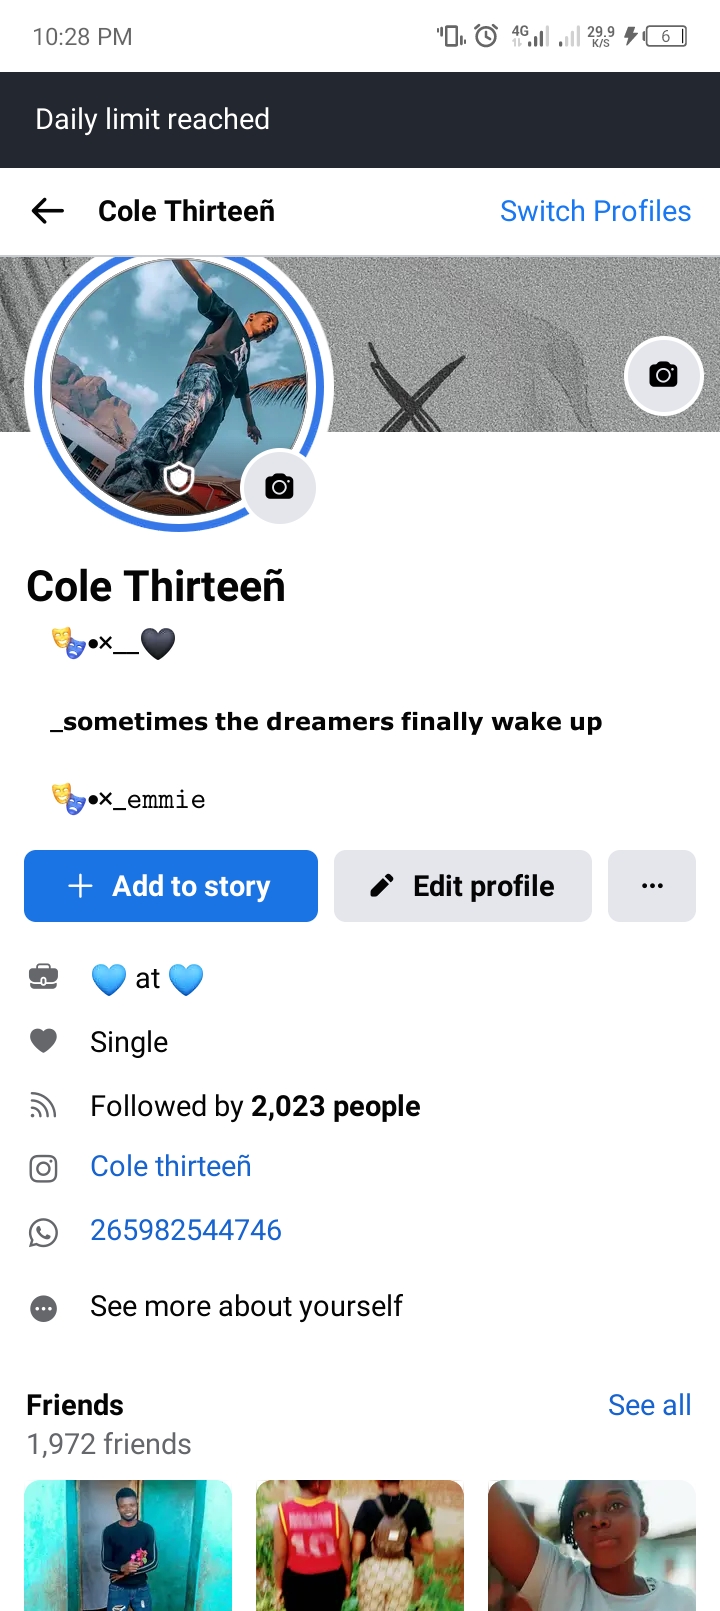 10:28 PM
4G 29.9 K/S 6
Daily limit reached
Cole Thirteeñ
Switch Profiles
Cole Thirteeñ
🎭•×__🖤
_sometimes the dreamers finally wake up
🎭•×_emmie
Add to story
Edit profile
🩵 at 🩵
Single
Followed by 2,023 people
Cole thirteeñ
265982544746
See more about yourself
Friends
See all
1,972 friends
10